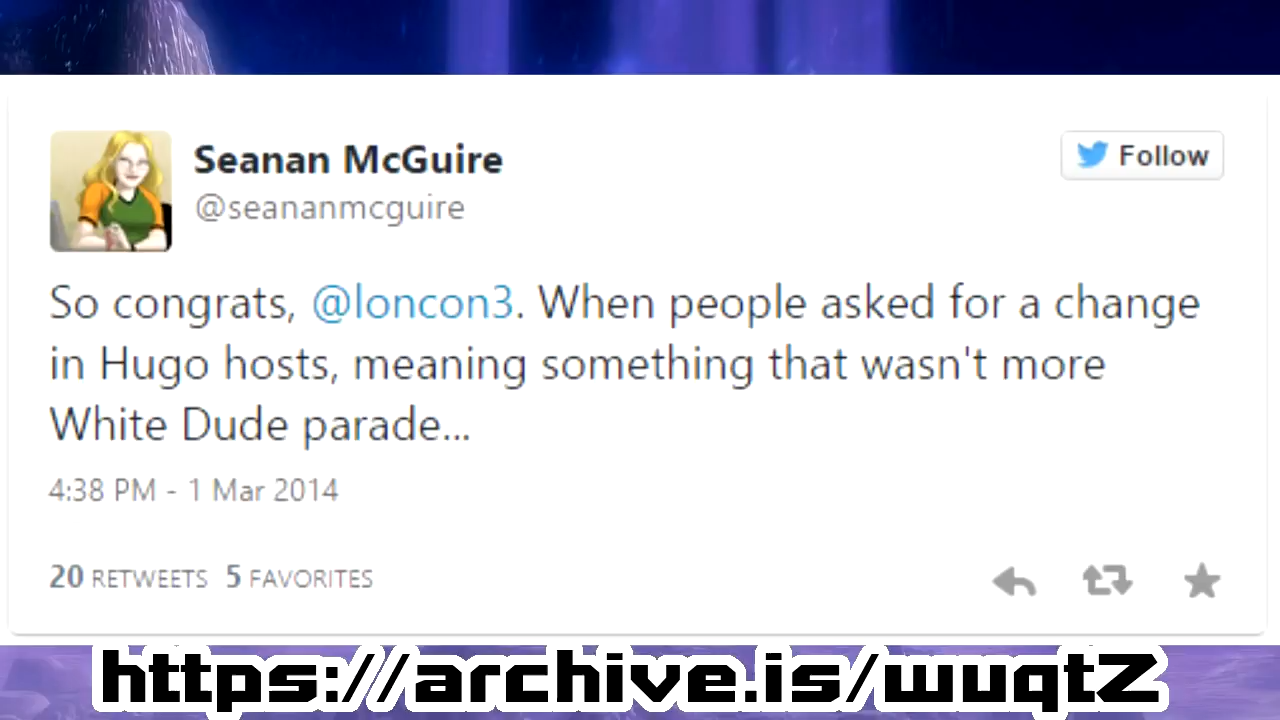 Seanan McGuire
Follow
@seananmcguire
So congrats, @loncon3. When people asked for a change
in Hugo hosts, meaning something that wasn't more
White Dude parade...
4:38 PM - 1 Mar 2014
20 RETWEETS 5 FAVORITES
https://archive.is/wuqtZ